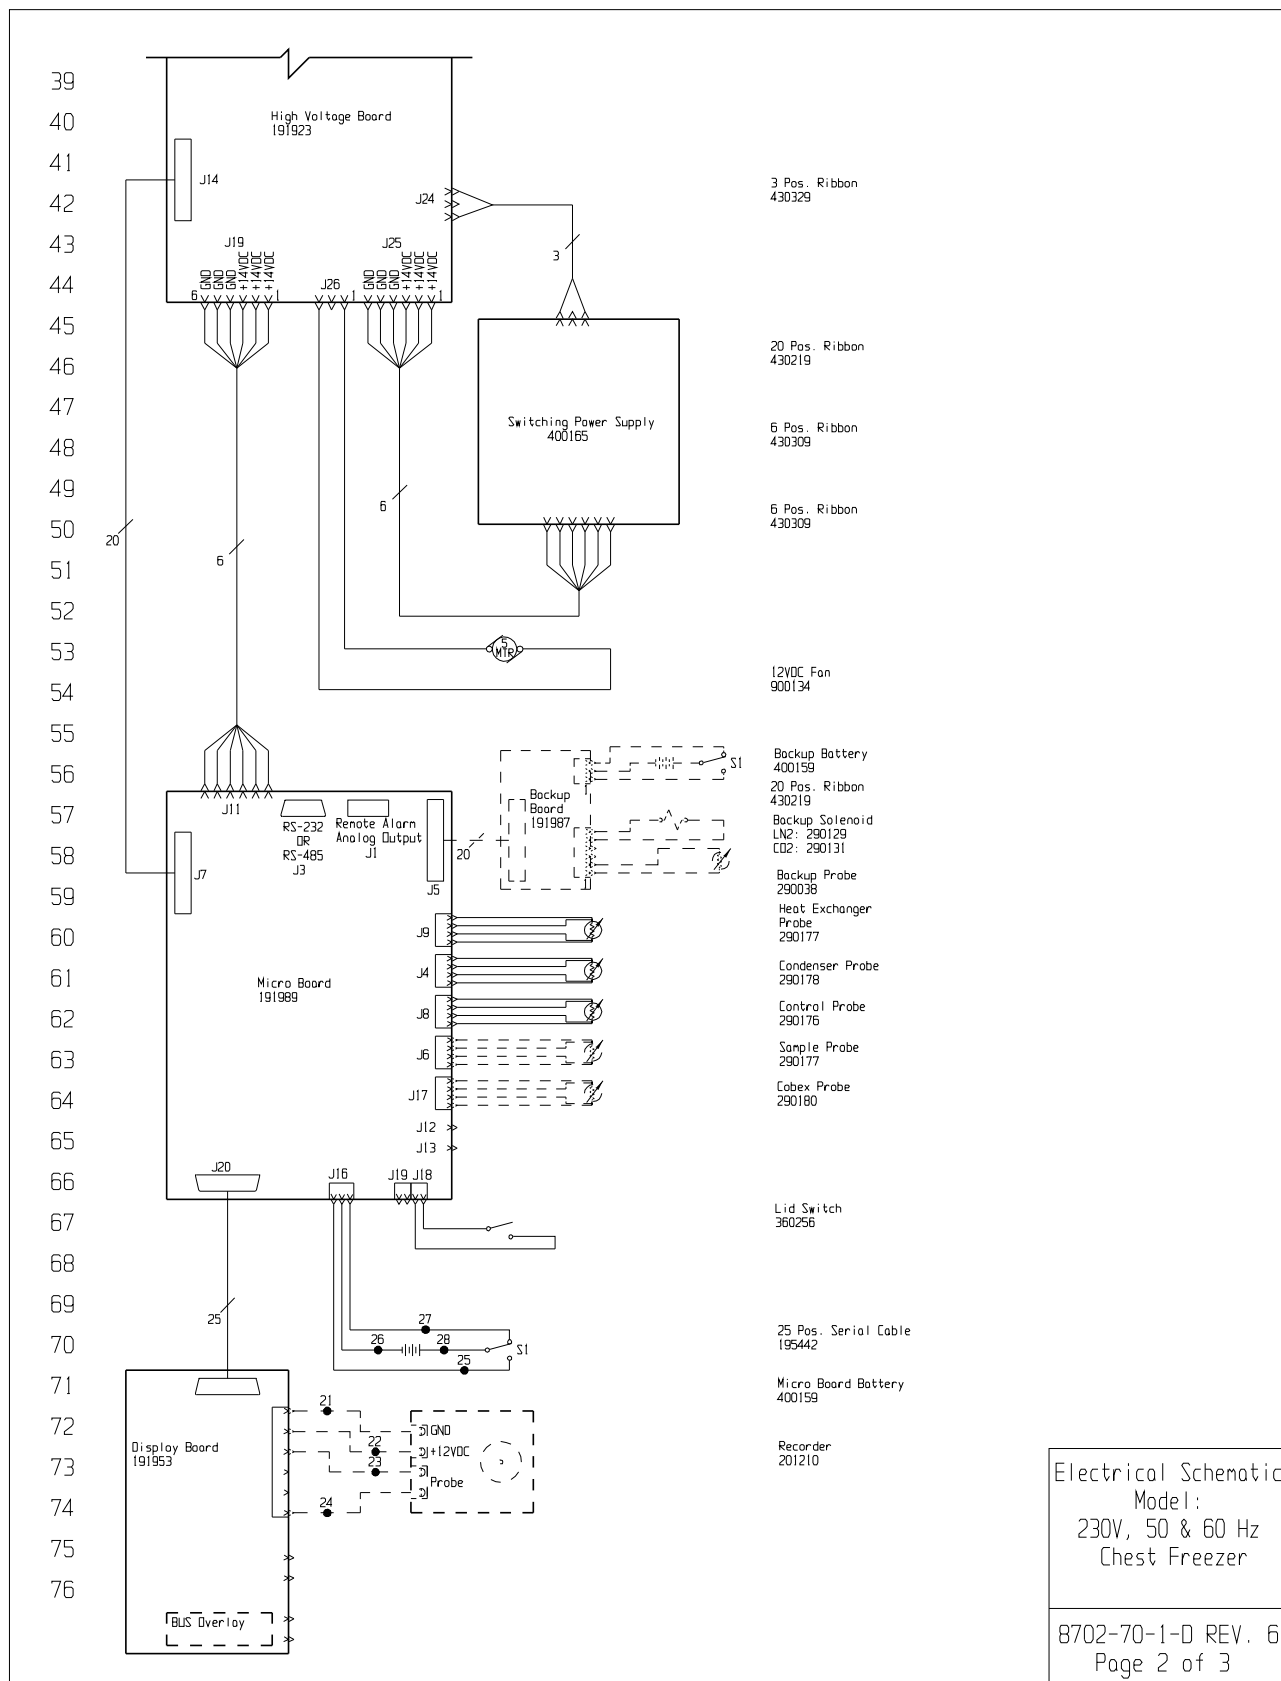 39
40
41
42
43
44
45
46
47
48
49
50
51
52
53
54
55
56
57
58
59
60
61
62
63
64
65
66
67
68
69
70
71
72
73
74
75
76
High Voltage Board
191923
J14
J24
J19
GND
GND
GND
+14VDC
+14VDC
+14VDC
6
1
J26
1
J25
GND
GND
GND
+14VDC
+14VDC
+14VDC
1
3
Switching Power Supply
400165
20
6
6
5
MTR
J11
RS-232
OR
RS-485
J3
Remote Alarm
Analog Output
J1
J5
J7
20
Backup
Board
191987
1
1
S1
Micro Board
191989
J9
J4
J8
J6
J17
J12
J13
J20
J16
J19
J18
25
27
26
28
25
S1
Display Board
191953
21
22
23
24
GND
+12VDC
Probe
BUS Overlay
3 Pos. Ribbon
430329
20 Pos. Ribbon
430219
6 Pos. Ribbon
430309
6 Pos. Ribbon
430309
12VDC Fan
900134
Backup Battery
400159
20 Pos. Ribbon
430219
Backup Solenoid
LN2: 290129
CO2: 290131
Backup Probe
290038
Heat Exchanger
Probe
290177
Condenser Probe
290178
Control Probe
290176
Sample Probe
290177
Cobex Probe
290180
Lid Switch
360256
25 Pos. Serial Cable
195442
Micro Board Battery
400159
Recorder
201210
Electrical Schematic
Model:
230V, 50 & 60 Hz
Chest Freezer
8702-70-1-D REV. 6
Page 2 of 3